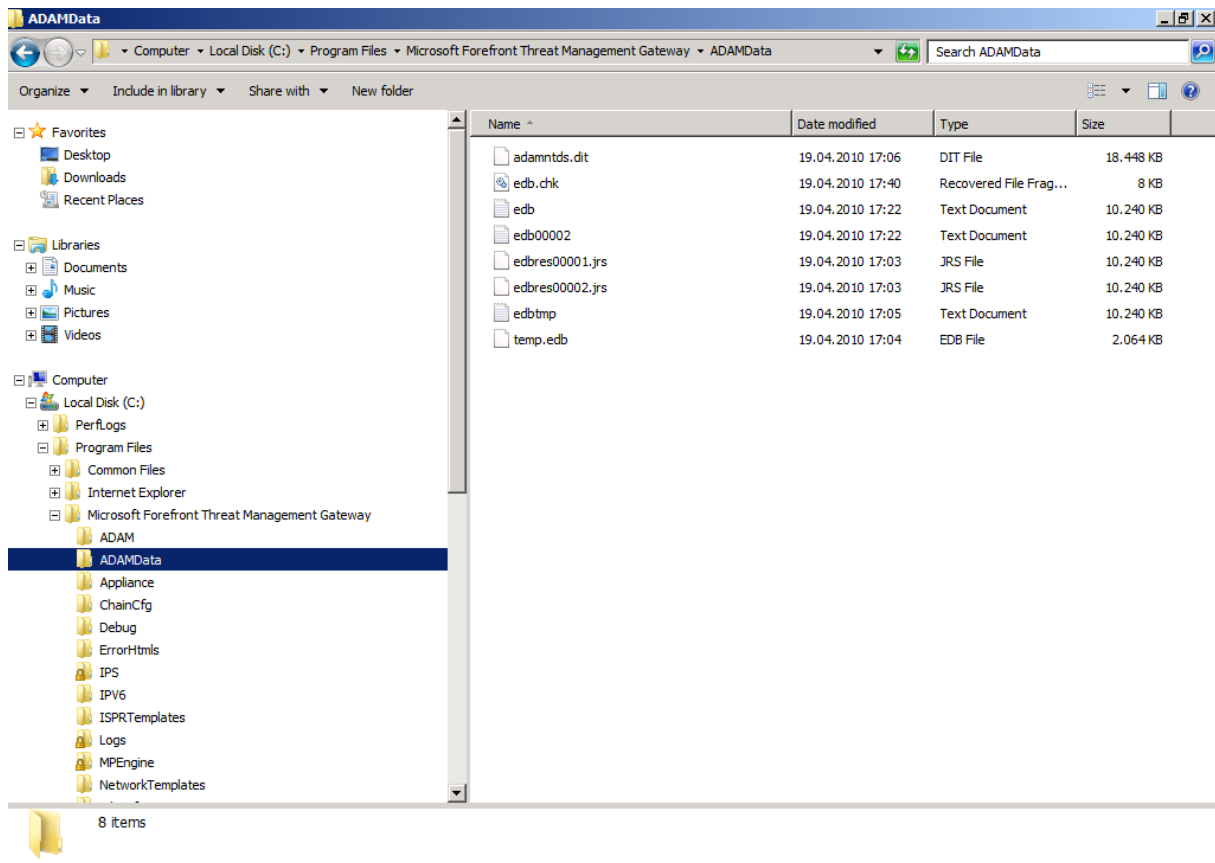 ADAMData
Computer Local Disk (C:) Program Files Microsoft Forefront Threat Management Gateway ADAMData
Search ADAMData
Organize Include in library Share with New folder
Favorites
Desktop
Downloads
Recent Places
Libraries
Documents
Music
Pictures
Videos
Computer
Local Disk (C:)
PerfLogs
Program Files
Common Files
Internet Explorer
Microsoft Forefront Threat Management Gateway
ADAM
ADAMData
Appliance
ChainCfg
Debug
ErrorHtmls
IPS
IPV6
ISPRTemplates
Logs
MPEngine
NetworkTemplates
Name Date modified Type Size
adamntds.dit 19.04.2010 17:06 DIT File 18.448 KB
edb.chk 19.04.2010 17:40 Recovered File Frag... 8 KB
edb 19.04.2010 17:22 Text Document 10.240 KB
edb00002 19.04.2010 17:22 Text Document 10.240 KB
edbres00001.jrs 19.04.2010 17:03 JRS File 10.240 KB
edbres00002.jrs 19.04.2010 17:03 JRS File 10.240 KB
edbtmp 19.04.2010 17:05 Text Document 10.240 KB
temp.edb 19.04.2010 17:04 EDB File 2.064 KB
8 items